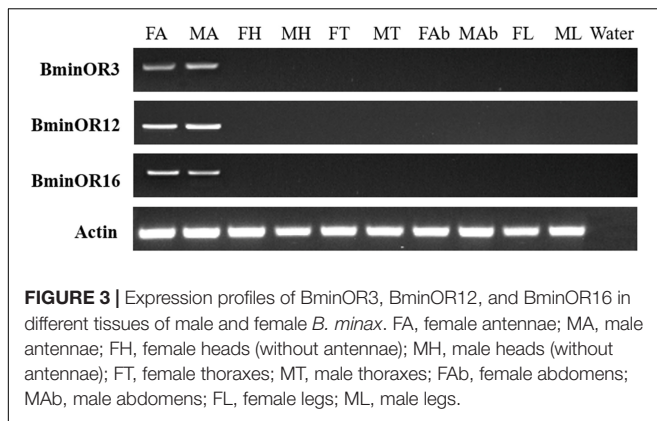 FA MA FH MH FT MT FAb MAb FL ML Water
BminOR3
BminOR12
BminOR16
Actin
FIGURE 3 | Expression profiles of BminOR3, BminOR12, and BminOR16 in
different tissues of male and female B. minax. FA, female antennae; MA, male
antennae; FH, female heads (without antennae); MH, male heads (without
antennae); FT, female thoraxes; MT, male thoraxes; FAb, female abdomens;
MAb, male abdomens; FL, female legs; ML, male legs.